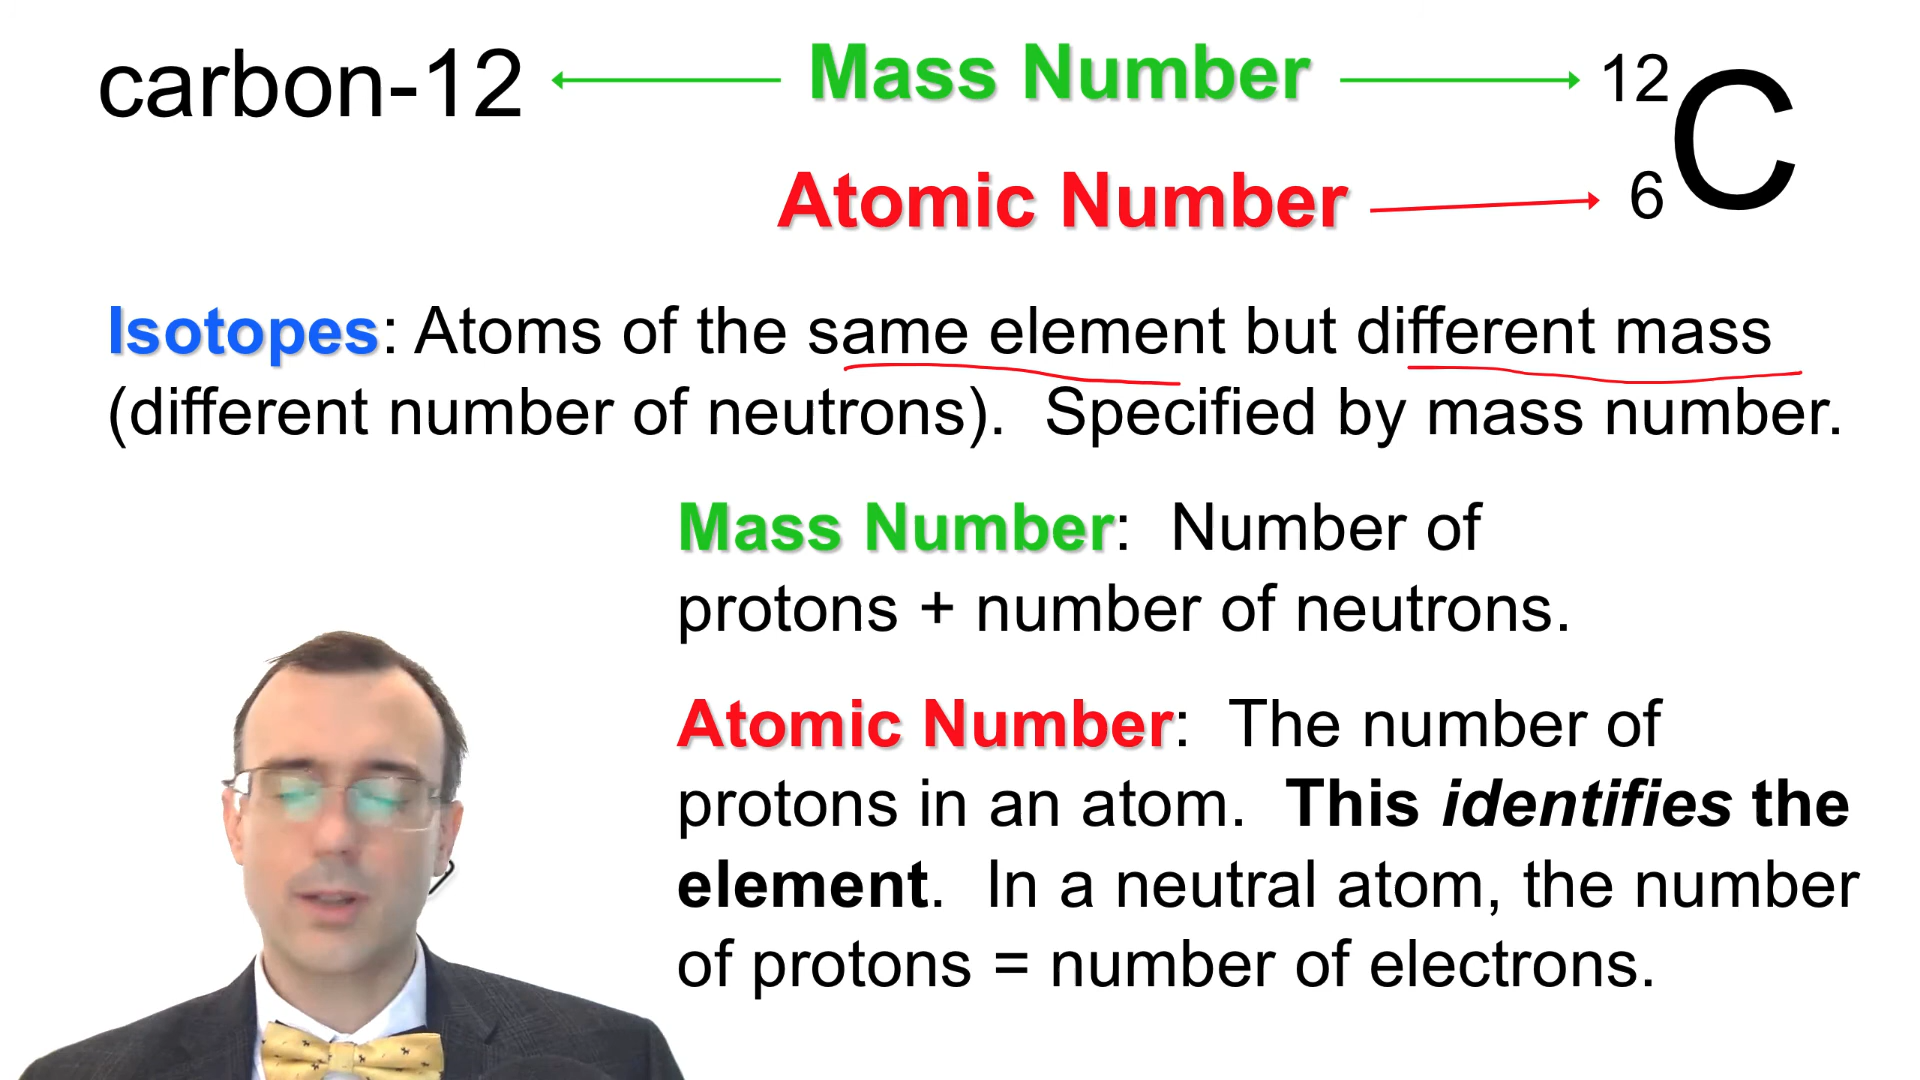 carbon-12 Mass Number 12
Atomic Number 6 C
Isotopes: Atoms of the same element but different mass
(different number of neutrons). Specified by mass number.
Mass Number: Number of
protons + number of neutrons.
Atomic Number: The number of
protons in an atom. This identifies the
element. In a neutral atom, the number
of protons = number of electrons.